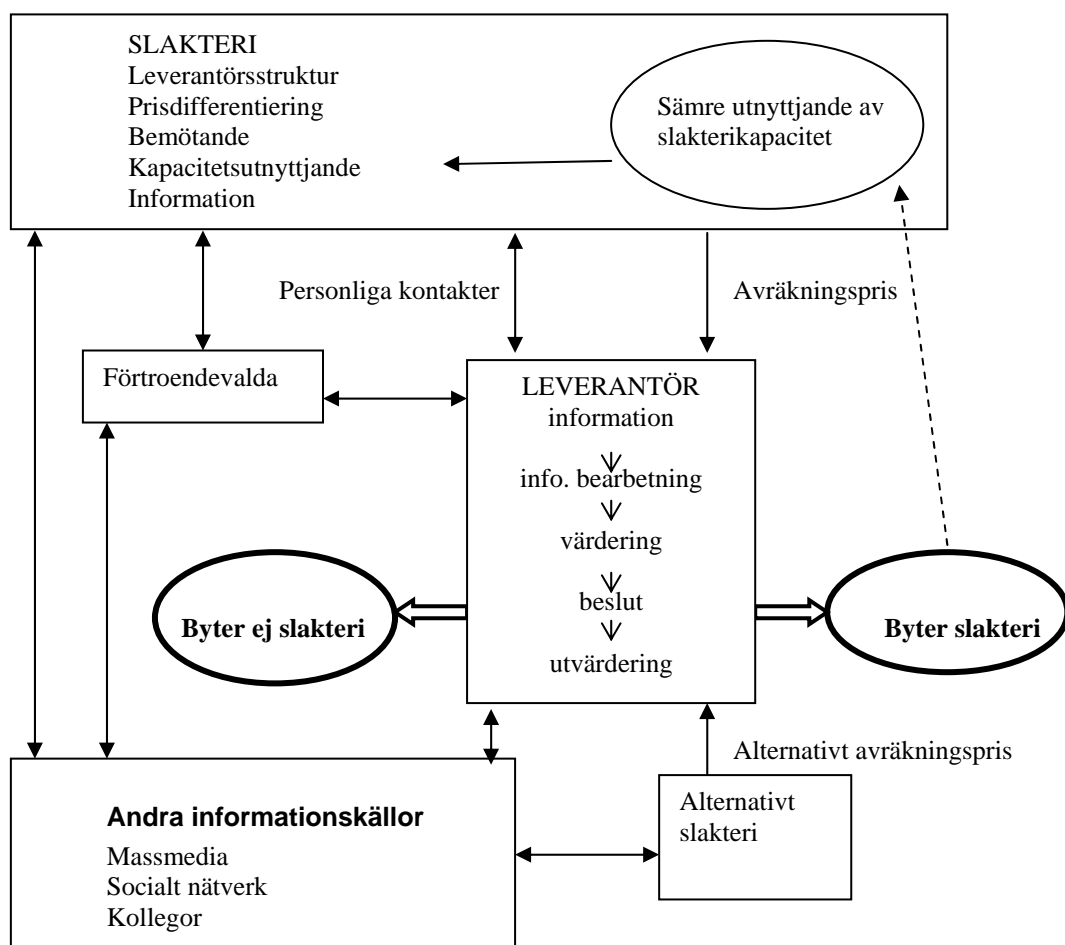 SLAKTERI
Leverantörsstruktur
Prisdifferentiering
Bemötande
Kapacitetsutnyttjande
Information
Sämre utnyttjande av
slakterikapacitet
Personliga kontakter
Avräkningspris
Förtroendevalda
LEVERANTÖR
information
info. bearbetning
värdering
beslut
utvärdering
Byter ej slakteri
Byter slakteri
Alternativt avräkningspris
Andra informationskällor
Massmedia
Socialt nätverk
Kollegor
Alternativt
slakteri